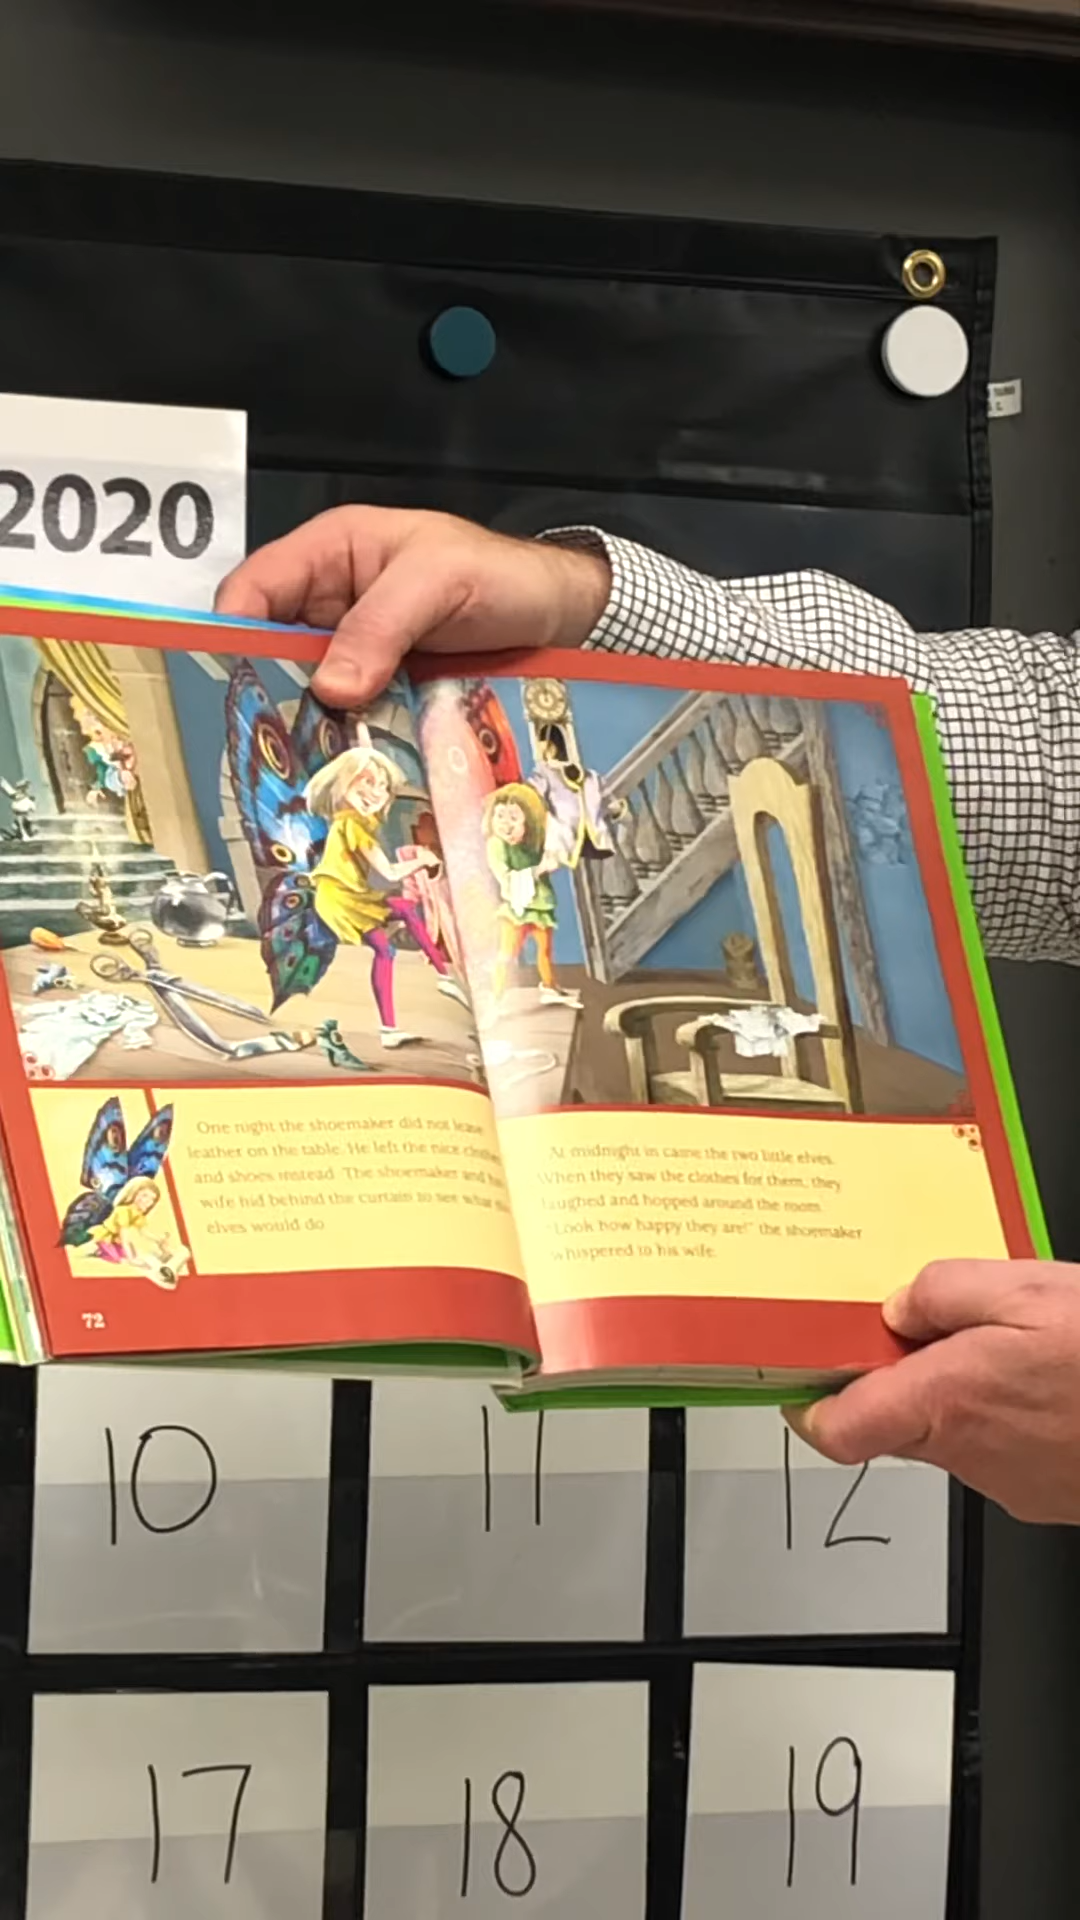 2020
One night the shoemaker did not leave
leather on the table. He left the nice clothes
and shoes instead. The shoemaker and his
wife hid behind the curtain to see what the
elves would do
72
At midnight in came the two little elves.
When they saw the clothes for them, they
laughed and hopped around the room.
"Look how happy they are!" the shoemaker
whispered to his wife.
10
11
12
17
18
19